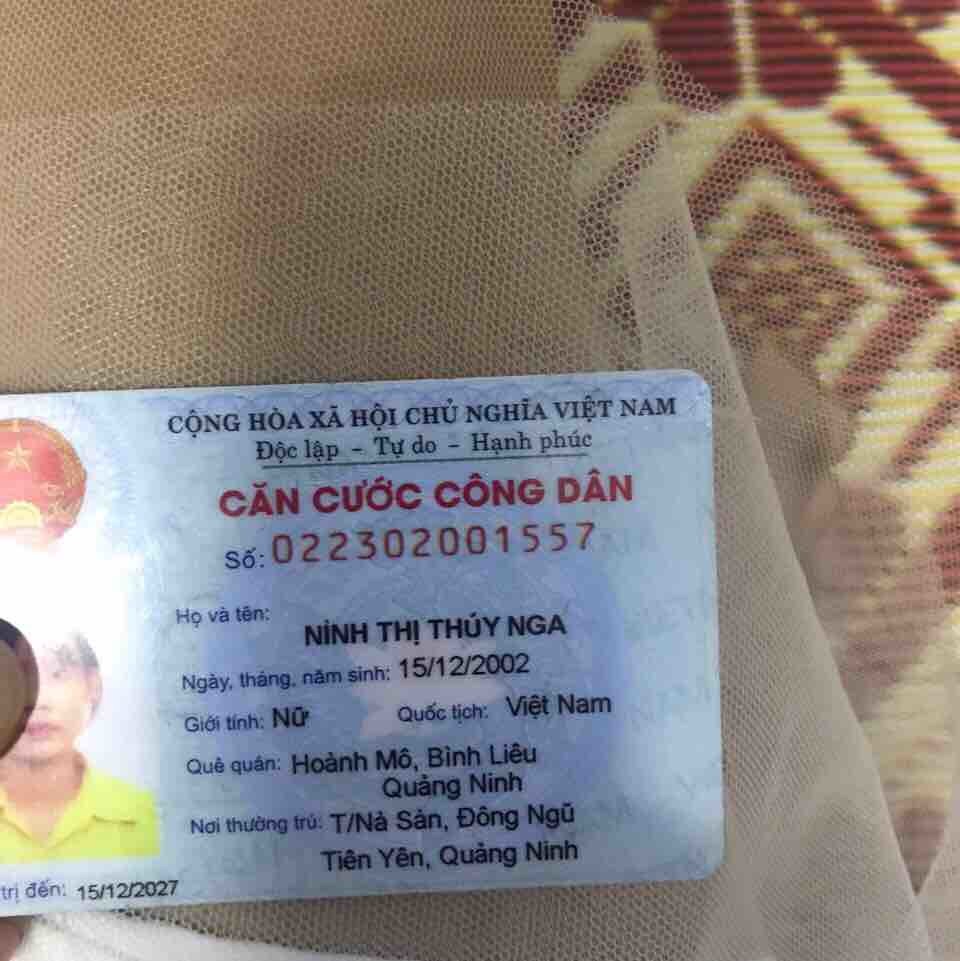 CỘNG HÒA XÃ HỘI CHỦ NGHĨA VIỆT NAM
Độc lập - Tự do - Hạnh phúc
CĂN CƯỚC CÔNG DÂN
Số: 022302001557
Họ và tên:
NÌNH THỊ THÚY NGA
Ngày, tháng, năm sinh: 15/12/2002
Giới tính: Nữ Quốc tịch: Việt Nam
Quê quán: Hoành Mô, Bình Liêu
Quảng Ninh
Nơi thường trú: T/Nà Sản, Đông Ngũ
Tiên Yên, Quảng Ninh
trị đến: 15/12/2027